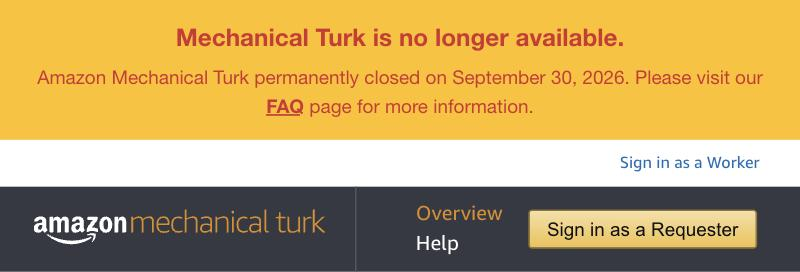 Mechanical Turk is no longer available.
Amazon Mechanical Turk permanently closed on September 30, 2026. Please visit our
FAQ page for more information.
Sign in as a Worker
amazon mechanical turk
Overview
Help
Sign in as a Requester